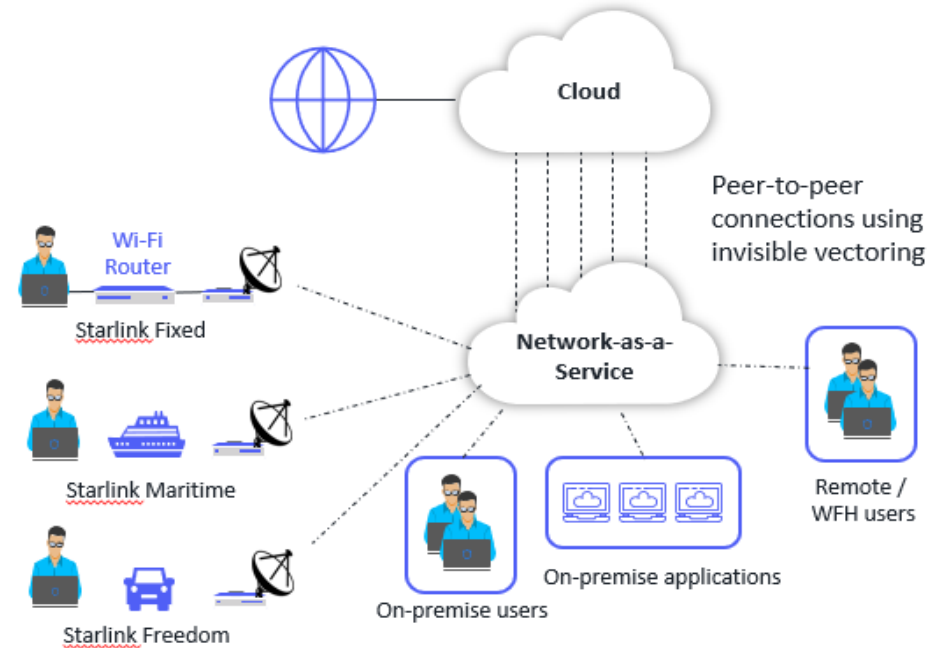 Cloud
Peer-to-peer
connections using
invisible vectoring
Wi-Fi
Router
Starlink Fixed
Network-as-a-
Service
Starlink Maritime
Remote /
WFH users
On-premise applications
On-premise users
Starlink Freedom